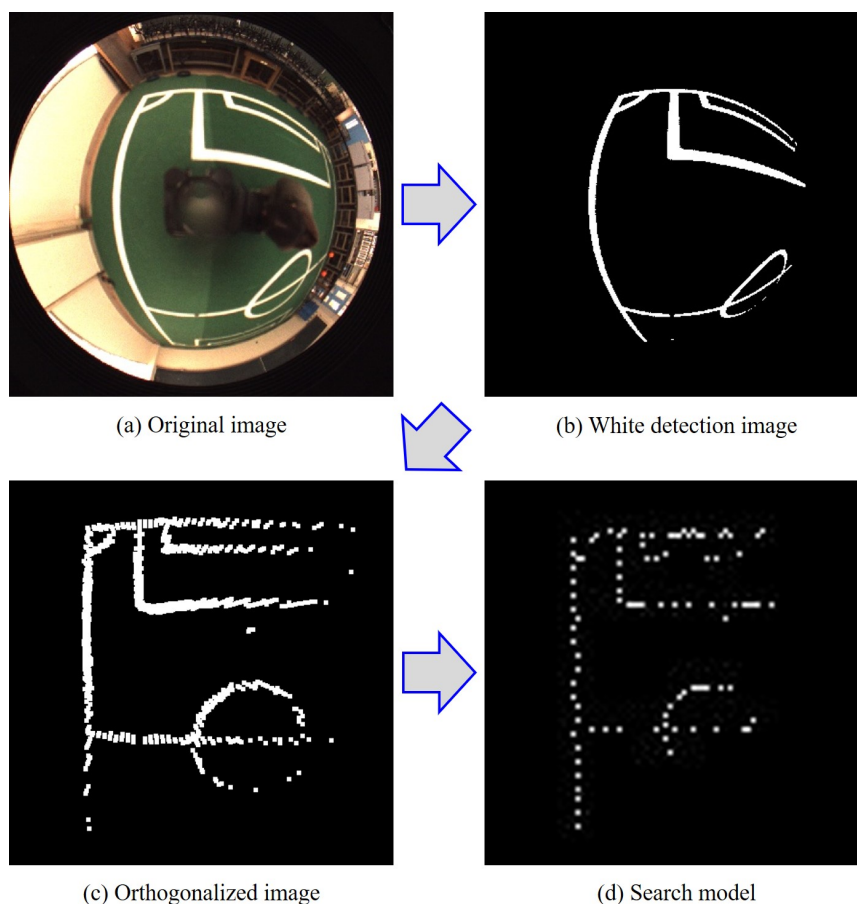 (a) Original image
(b) White detection image
(c) Orthogonalized image
(d) Search model